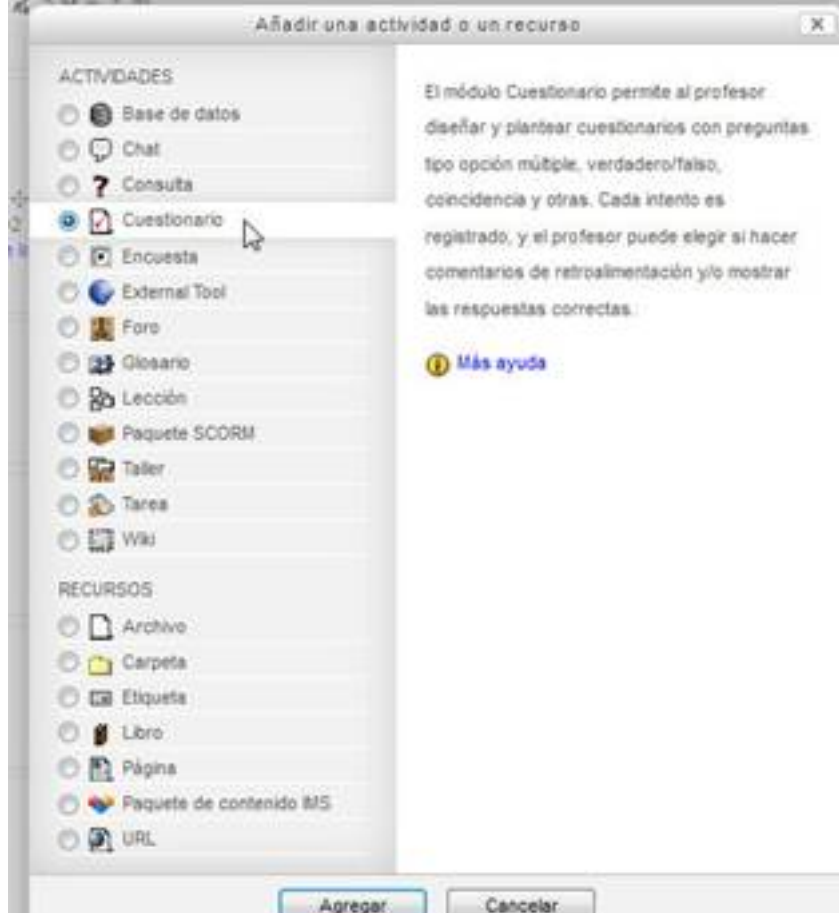 Añadir una actividad o un recurso
ACTIVIDADES
Base de datos
Chat
Consulta
Cuestionario
Encuesta
External Tool
Foro
Glosario
Lección
Paquete SCORM
Taller
Tarea
Wiki
RECURSOS
Archivo
Carpeta
Etiqueta
Libro
Página
Paquete de contenido IMS
URL
El módulo Cuestionario permite al profesor
diseñar y plantear cuestionarios con preguntas
tipo opción múltiple, verdadero/falso,
coincidencia y otras. Cada intento es
registrado, y el profesor puede elegir si hacer
comentarios de retroalimentación y/o mostrar
las respuestas correctas.
Más ayuda
Agregar
Cancelar